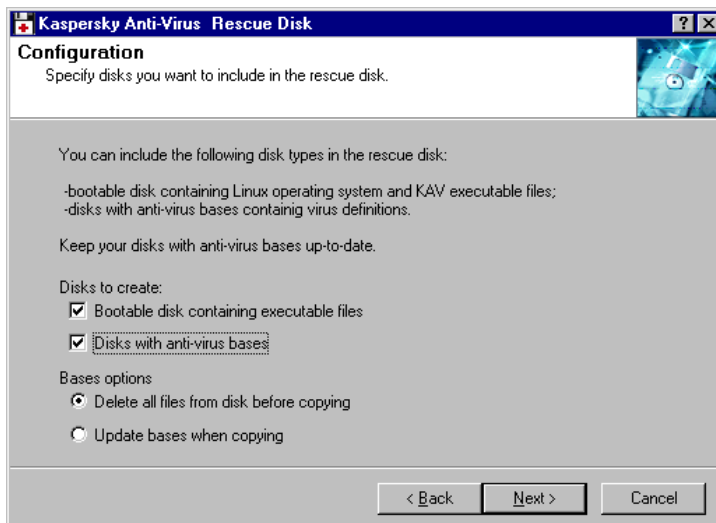 Kaspersky Anti-Virus Rescue Disk
Configuration
Specify disks you want to include in the rescue disk.
You can include the following disk types in the rescue disk:
-bootable disk containing Linux operating system and KAV executable files;
-disks with anti-virus bases containig virus definitions.
Keep your disks with anti-virus bases up-to-date.
Disks to create:
Bootable disk containing executable files
Disks with anti-virus bases
Bases options
Delete all files from disk before copying
Update bases when copying
< Back Next > Cancel